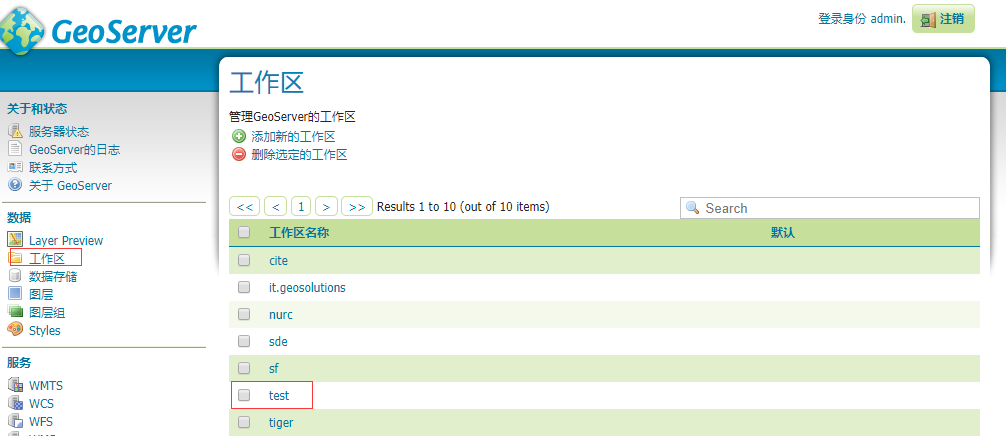 GeoServer
登录身份 admin.
注销
关于和状态
服务器状态
GeoServer的日志
联系方式
关于 GeoServer
数据
Layer Preview
工作区
数据存储
图层
图层组
Styles
服务
WMTS
WCS
WFS
工作区
管理GeoServer的工作区
添加新的工作区
删除选定的工作区
<< < 1 > >> Results 1 to 10 (out of 10 items)
Search
工作区名称 默认
cite
it.geosolutions
nurc
sde
sf
test
tiger